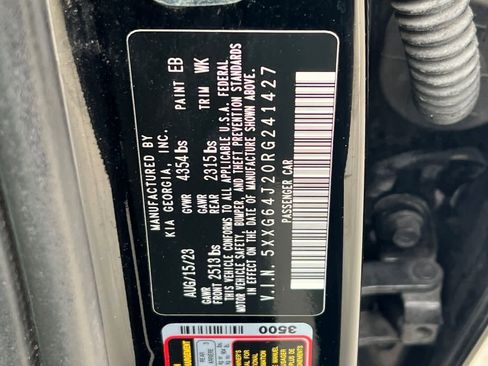 MANUFACTURED BY
KIA GEORGIA, INC.
PAINT EB
AUG/15/23 GVWR 4354 lbs TRIM WK
GAWR FRONT 2513 lbs GAWR REAR 2315 lbs
THIS VEHICLE CONFORMS TO ALL APPLICABLE U.S.A. FEDERAL
MOTOR VEHICLE SAFETY, BUMPER, AND THEFT PREVENTION STANDARDS
IN EFFECT ON THE DATE OF MANUFACTURE SHOWN ABOVE.
V.I.N. 5XXG64J20RG241427
PASSENGER CAR
3500
REAR
ARRIERE